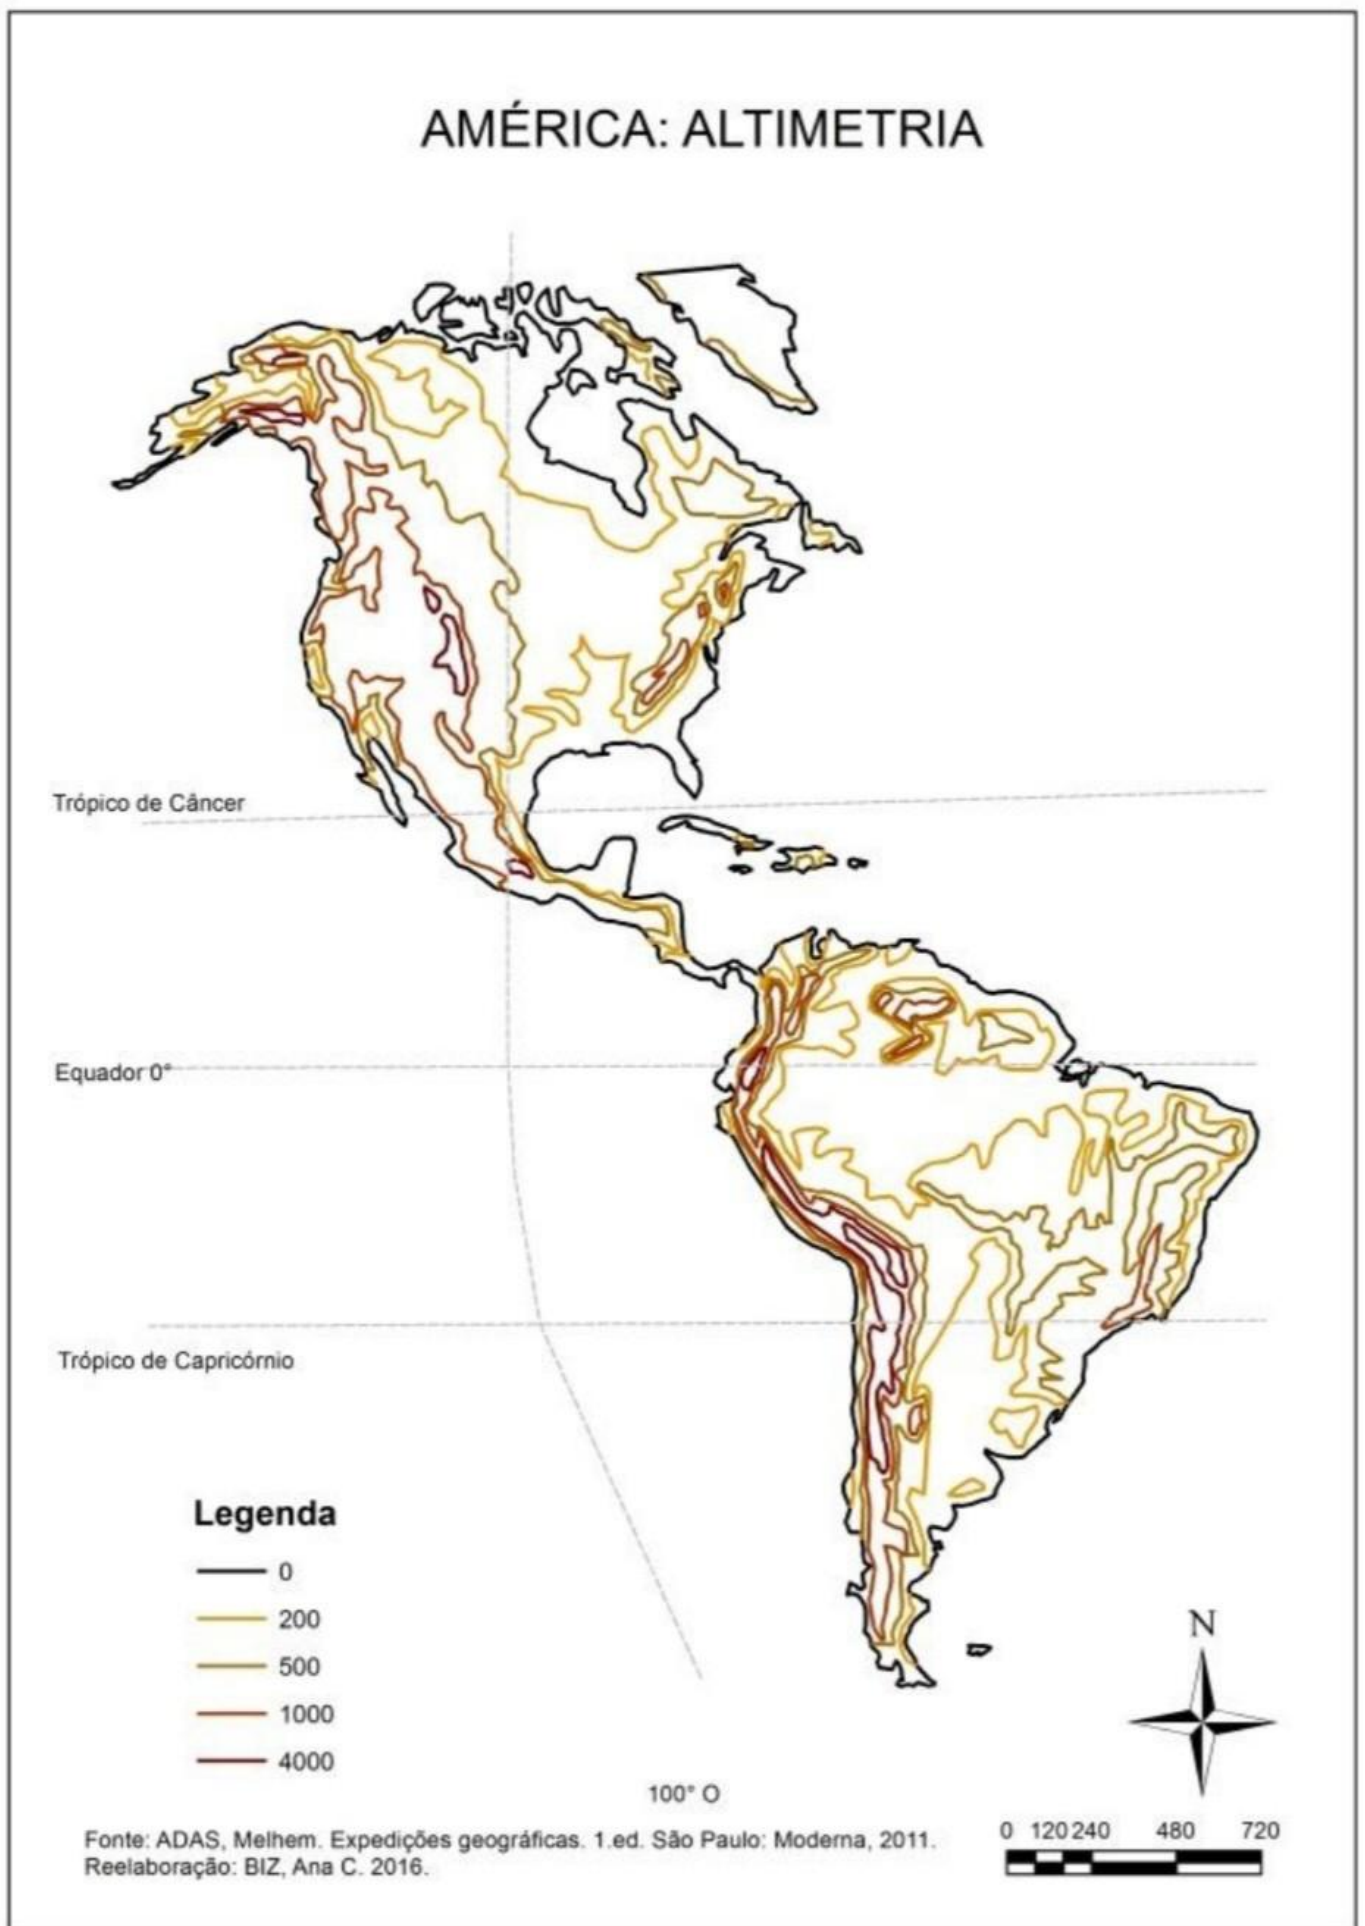 AMÉRICA: ALTIMETRIA
Trópico de Câncer
Equador 0°
Trópico de Capricórnio
Legenda
0
200
500
1000
4000
N
100° O
0 120 240 480 720
Fonte: ADAS, Melhem. Expedições geográficas. 1.ed. São Paulo: Moderna, 2011.
Reelaboração: BIZ, Ana C. 2016.